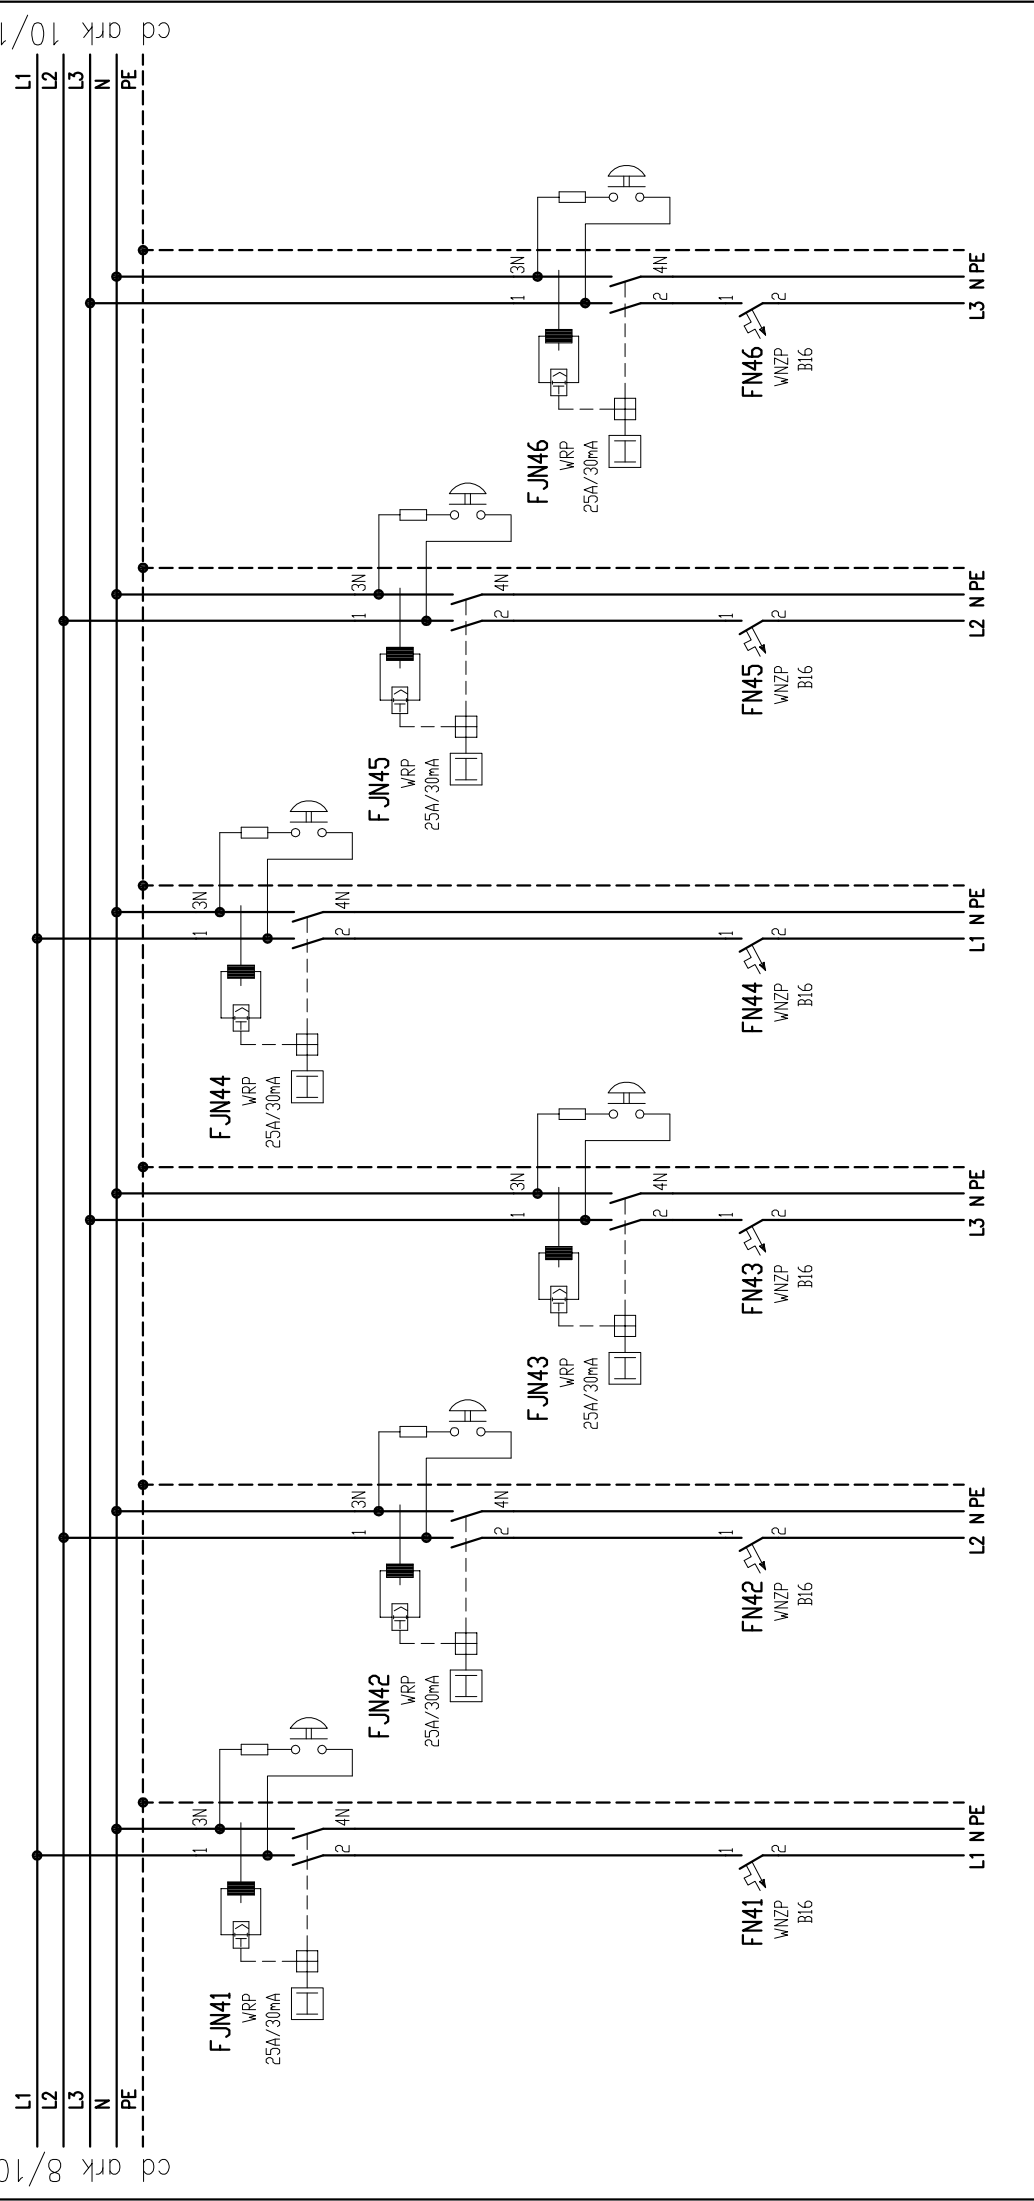 cd ark 8/10
cd ark 10/1
L1
L2
L3
N
PE
L1
L2
L3
N
PE
1 3N
FJN41
WRP
25A/30mA
2 4N
1 3N
FJN42
WRP
25A/30mA
2 4N
1 3N
FJN43
WRP
25A/30mA
2 4N
1 3N
FJN44
WRP
25A/30mA
2 4N
1 3N
FJN45
WRP
25A/30mA
2 4N
1 3N
FJN46
WRP
25A/30mA
2 4N
1
FN41
WNZP
B16
2
1
FN42
WNZP
B16
2
1
FN43
WNZP
B16
2
1
FN44
WNZP
B16
2
1
FN45
WNZP
B16
2
1
FN46
WNZP
B16
2
L1 N PE
L2 N PE
L3 N PE
L1 N PE
L2 N PE
L3 N PE